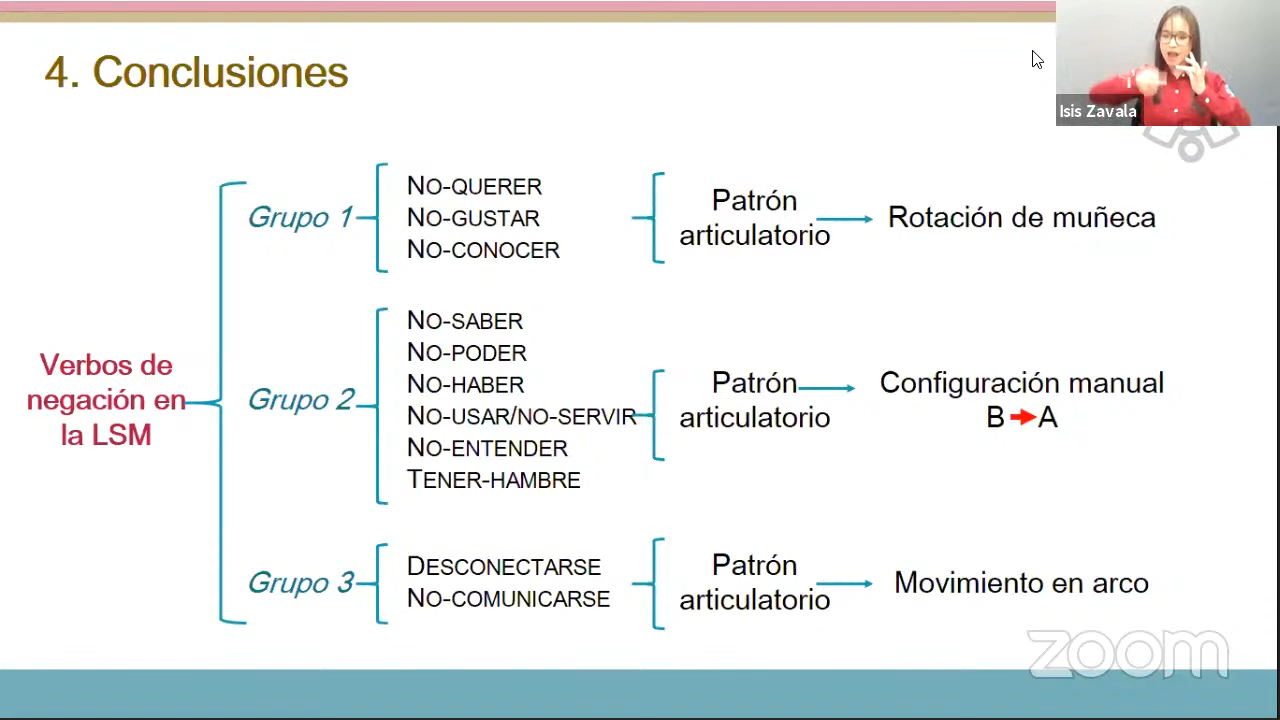 4. Conclusiones
Isis Zavala
Verbos de
negación en
la LSM
Grupo 1
NO-QUERER
NO-GUSTAR
NO-CONOCER
Patrón
articulatorio
Rotación de muñeca
Grupo 2
NO-SABER
NO-PODER
NO-HABER
NO-USAR/NO-SERVIR
NO-ENTENDER
TENER-HAMBRE
Patrón
articulatorio
Configuración manual
B A
Grupo 3
DESCONECTARSE
NO-COMUNICARSE
Patrón
articulatorio
Movimiento en arco
zoom